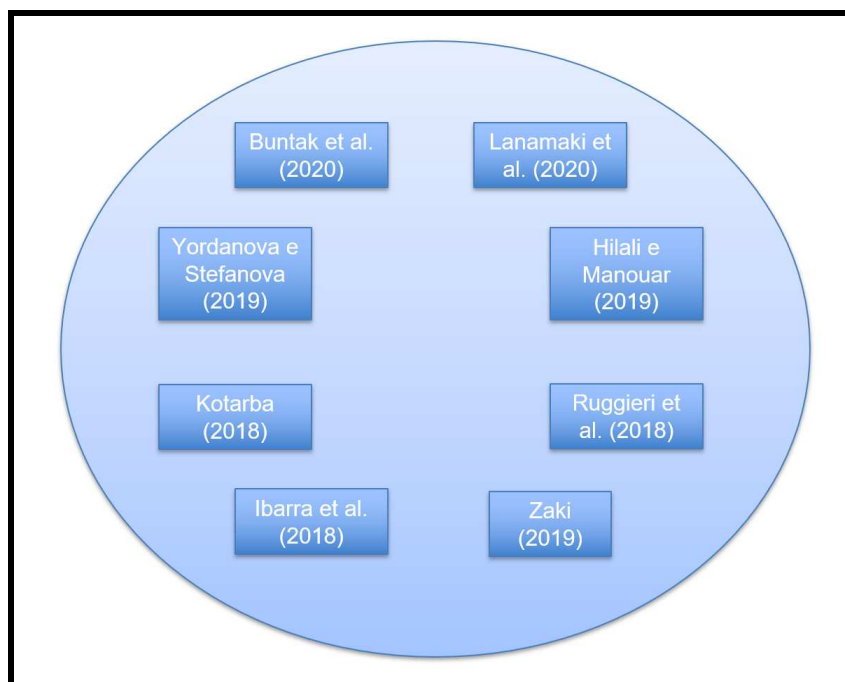 Buntak et al.
(2020)
Lanamaki et
al. (2020)
Yordanova e
Stefanova
(2019)
Hilali e
Manouar
(2019)
Kotarba
(2018)
Ruggieri et
al. (2018)
Ibarra et al.
(2018)
Zaki
(2019)